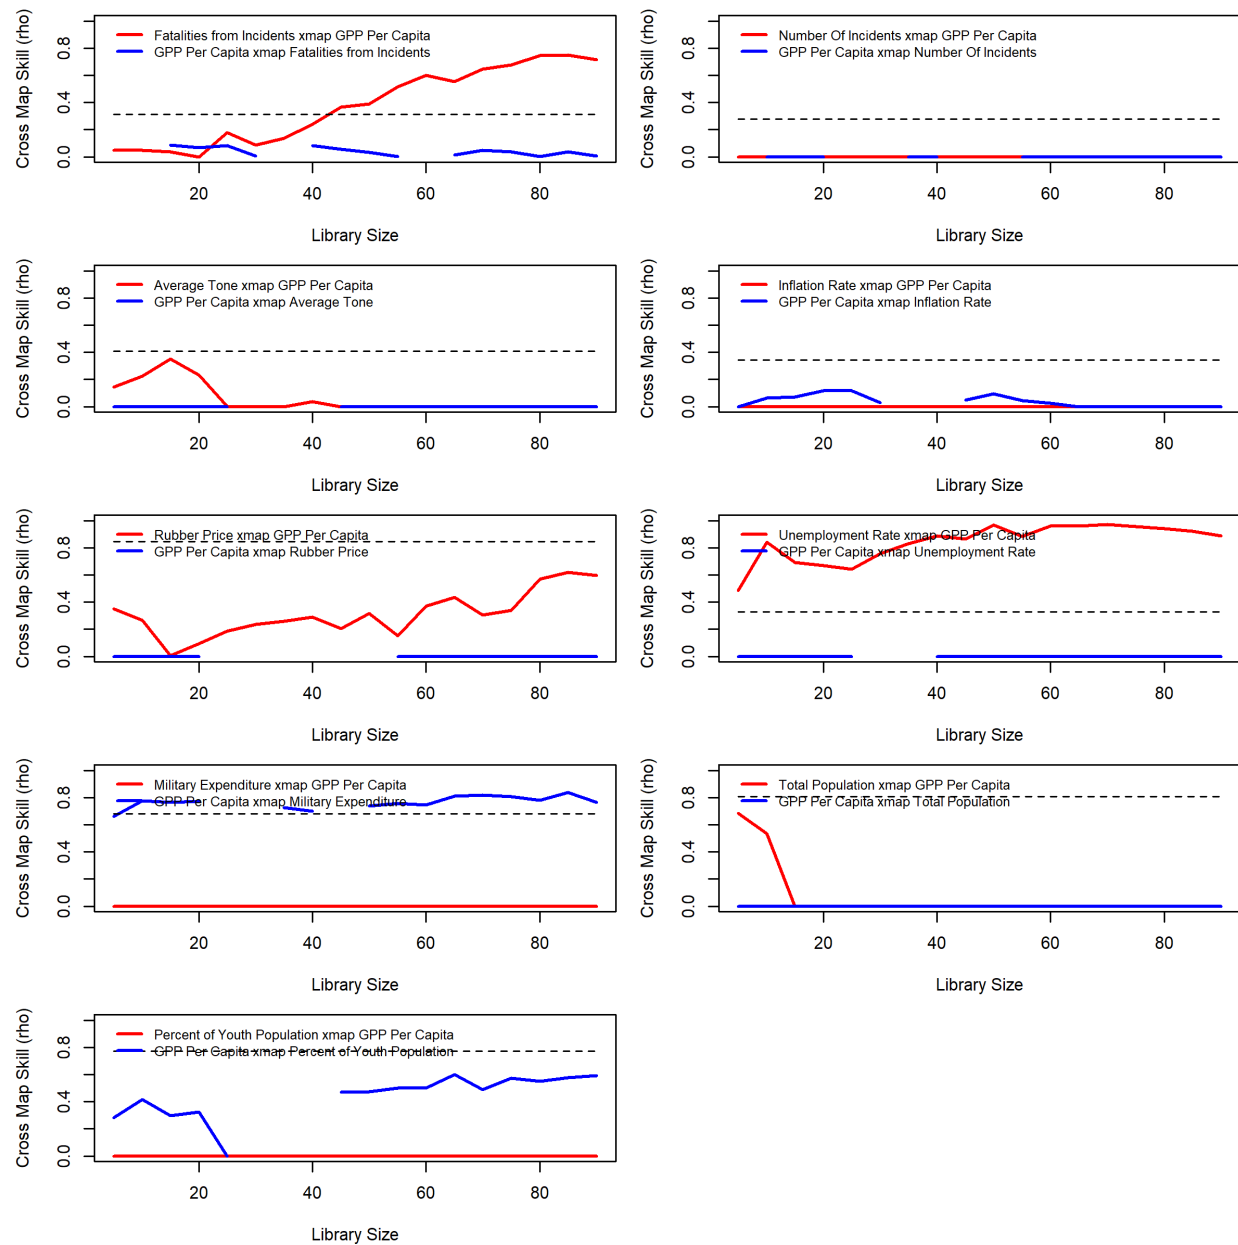 Fatalities from Incidents xmap GPP Per Capita
GPP Per Capita xmap Fatalities from Incidents
Cross Map Skill (rho)
0.0 0.4 0.8
20 40 60 80
Library Size
Number Of Incidents xmap GPP Per Capita
GPP Per Capita xmap Number Of Incidents
Cross Map Skill (rho)
0.0 0.4 0.8
20 40 60 80
Library Size
Average Tone xmap GPP Per Capita
GPP Per Capita xmap Average Tone
Cross Map Skill (rho)
0.0 0.4 0.8
20 40 60 80
Library Size
Inflation Rate xmap GPP Per Capita
GPP Per Capita xmap Inflation Rate
Cross Map Skill (rho)
0.0 0.4 0.8
20 40 60 80
Library Size
Rubber Price xmap GPP Per Capita
GPP Per Capita xmap Rubber Price
Cross Map Skill (rho)
0.0 0.4 0.8
20 40 60 80
Library Size
Unemployment Rate xmap GPP Per Capita
GPP Per Capita xmap Unemployment Rate
Cross Map Skill (rho)
0.0 0.4 0.8
20 40 60 80
Library Size
Military Expenditure xmap GPP Per Capita
GPP Per Capita xmap Military Expenditure
Cross Map Skill (rho)
0.0 0.4 0.8
20 40 60 80
Library Size
Total Population xmap GPP Per Capita
GPP Per Capita xmap Total Population
Cross Map Skill (rho)
0.0 0.4 0.8
20 40 60 80
Library Size
Percent of Youth Population xmap GPP Per Capita
GPP Per Capita xmap Percent of Youth Population
Cross Map Skill (rho)
0.0 0.4 0.8
20 40 60 80
Library Size